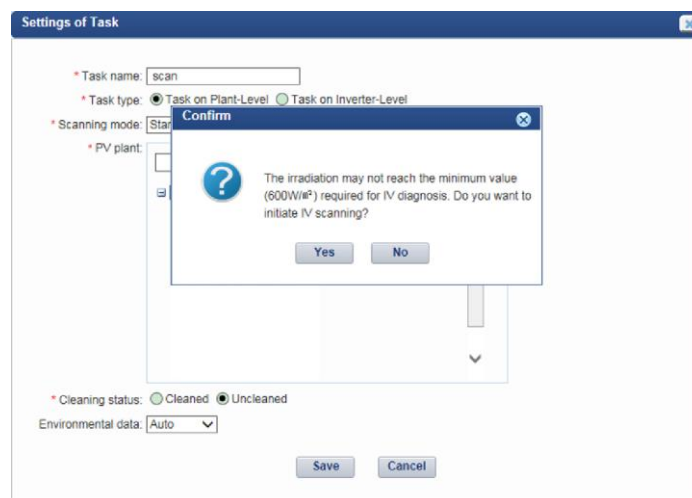 Settings of Task
* Task name: scan
* Task type: Task on Plant-Level Task on Inverter-Level
Confirm
* Scanning mode: Star
* PV plant:
The irradiation may not reach the minimum value
(600W/m²) required for IV diagnosis. Do you want to
initiate IV scanning?
Yes No
* Cleaning status: Cleaned Uncleaned
Environmental data: Auto
Save Cancel